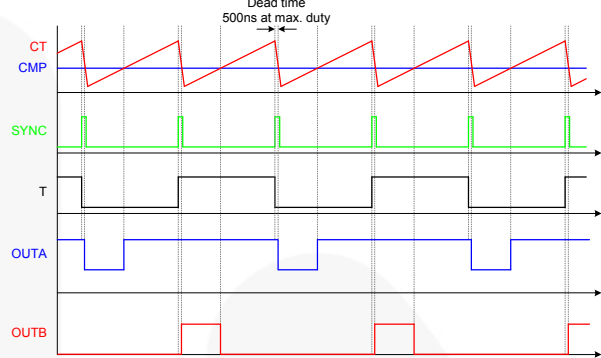 Dead time
500ns at max. duty
CT
CMP
SYNC
T
OUTA
OUTB